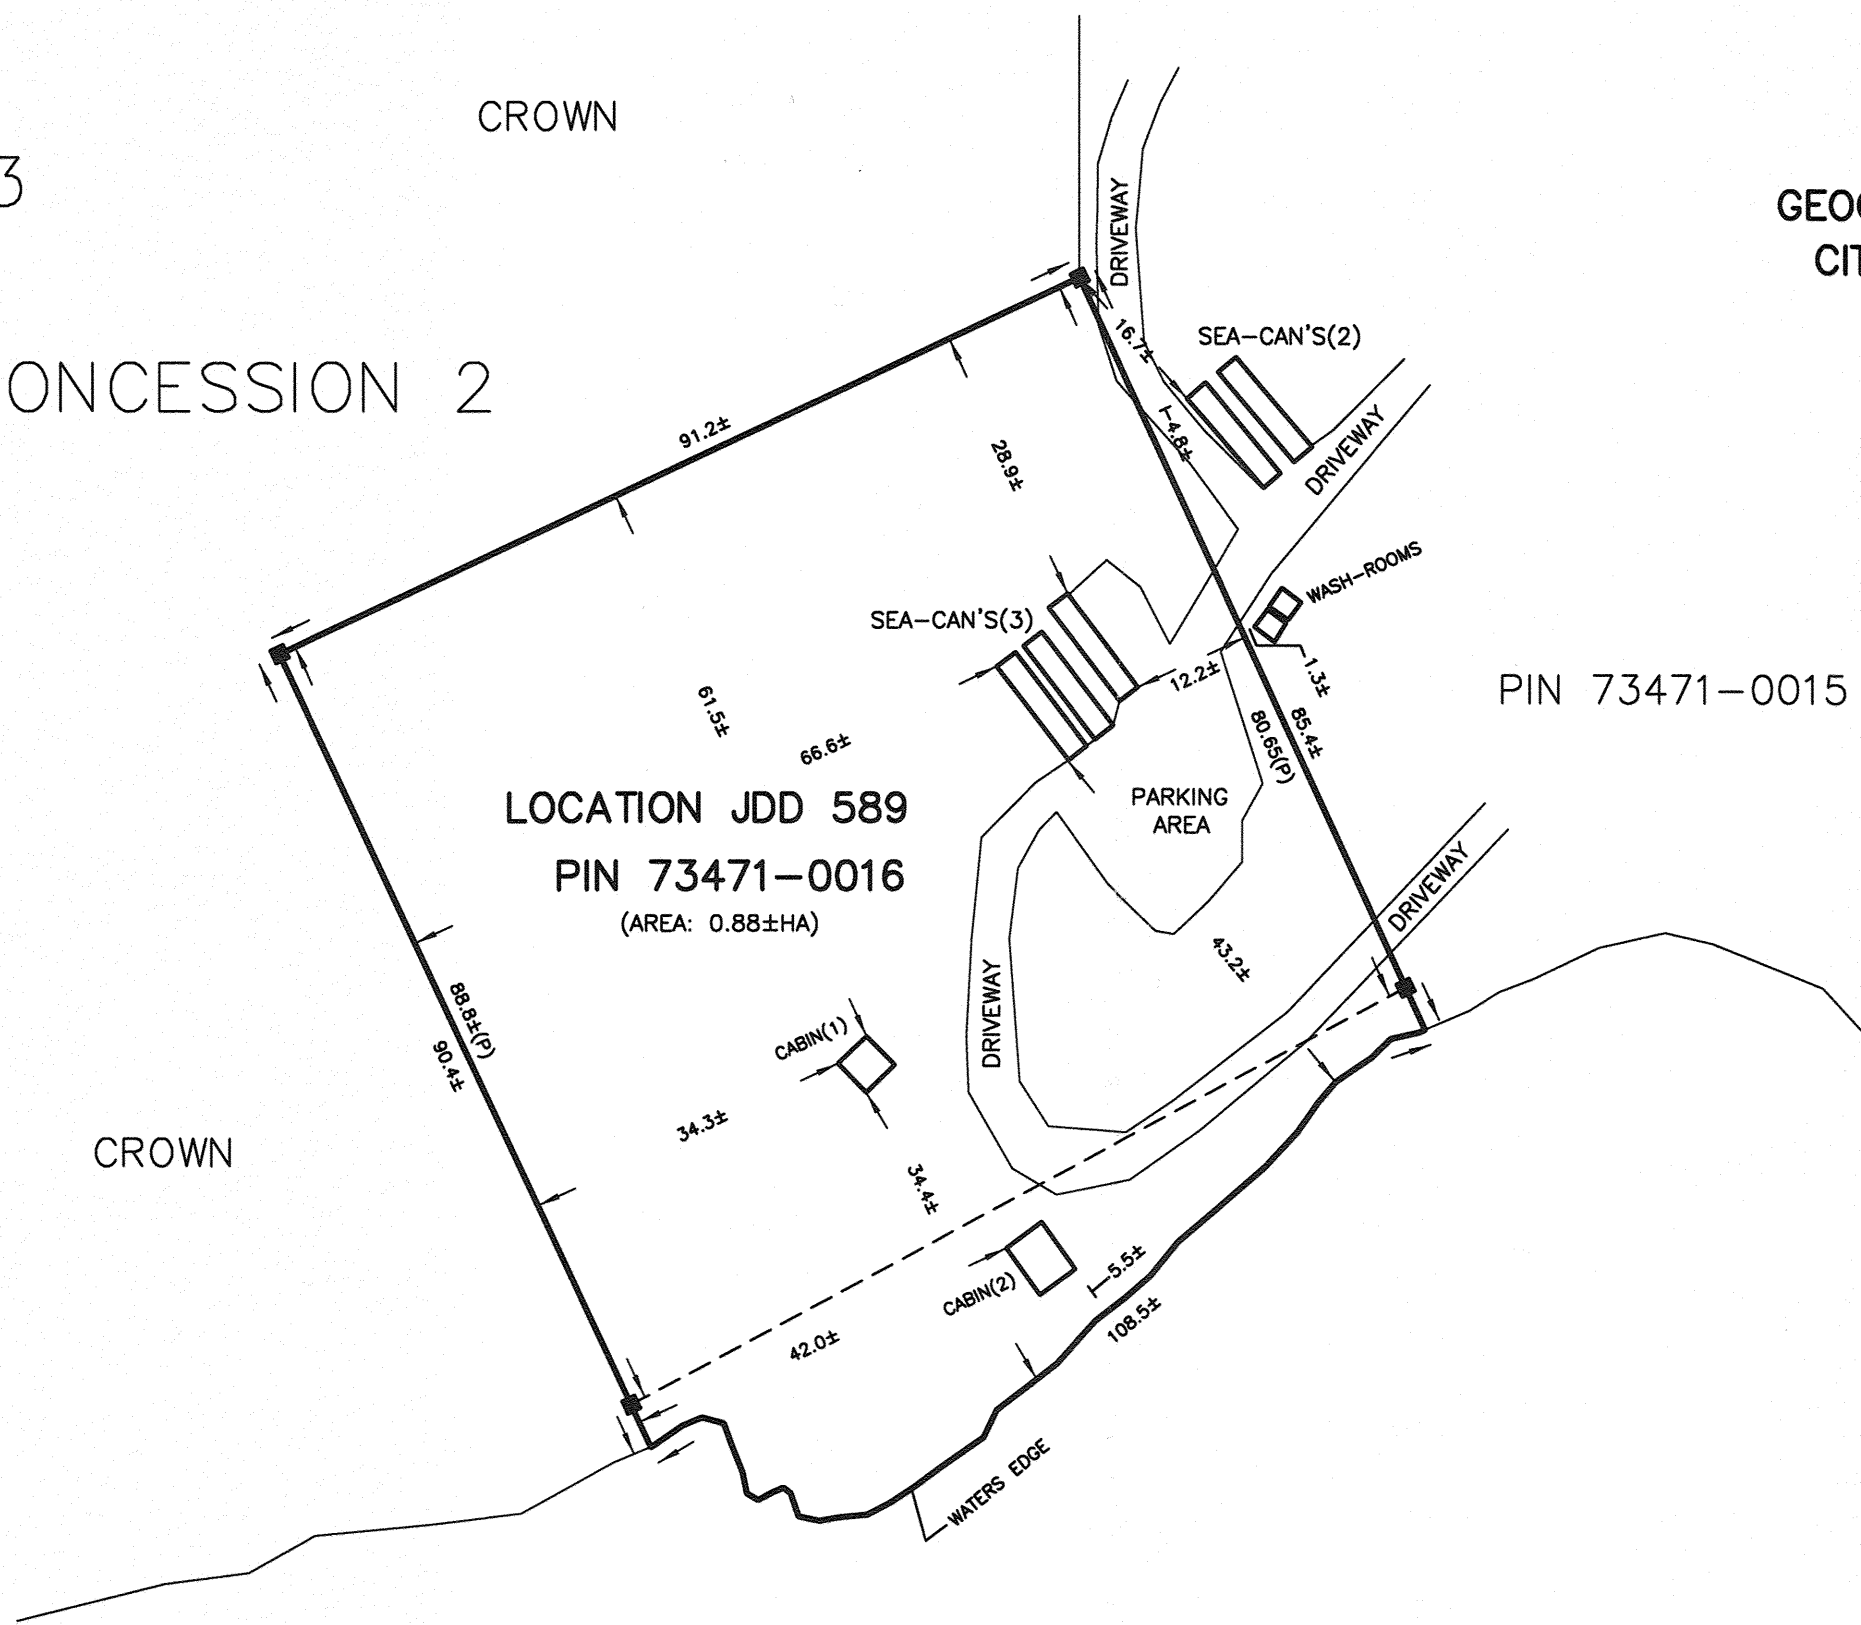 CROWN
3
GEO
CIT
DRIVEWAY
16.7±
SEA-CAN'S(2)
ONCESSION 2
91.2±
4.8±
28.9±
DRIVEWAY
WASH-ROOMS
SEA-CAN'S(3)
12.2±
1.3±
PIN 73471-0015
61.5±
66.6±
85.4±
80.65(P)
LOCATION JDD 589
PARKING
AREA
PIN 73471-0016
(AREA: 0.88±HA)
DRIVEWAY
43.2±
DRIVEWAY
88.8±(P)
90.4±
CABIN(1)
34.3±
CROWN
34.4±
CABIN(2)
5.5±
108.5±
42.0±
WATERS EDGE